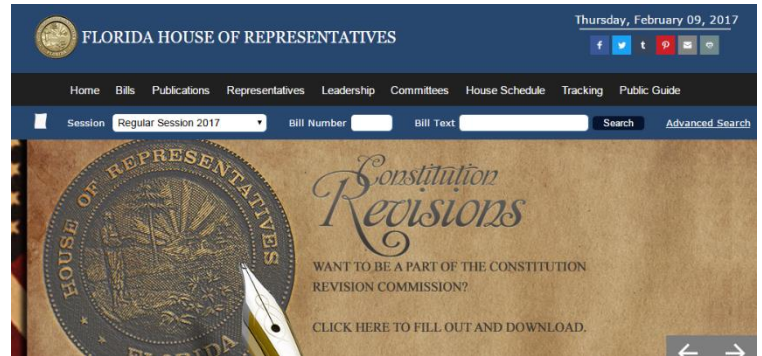 Thursday, February 09, 2017
FLORIDA HOUSE OF REPRESENTATIVES
f t
Home Bills Publications Representatives Leadership Committees House Schedule Tracking Public Guide
Session Regular Session 2017 Bill Number Bill Text Search Advanced Search
HOUSE OF REPRESENTATIVES
FLORIDA
Constitution
Revisions
WANT TO BE A PART OF THE CONSTITUTION
REVISION COMMISSION?
CLICK HERE TO FILL OUT AND DOWNLOAD.